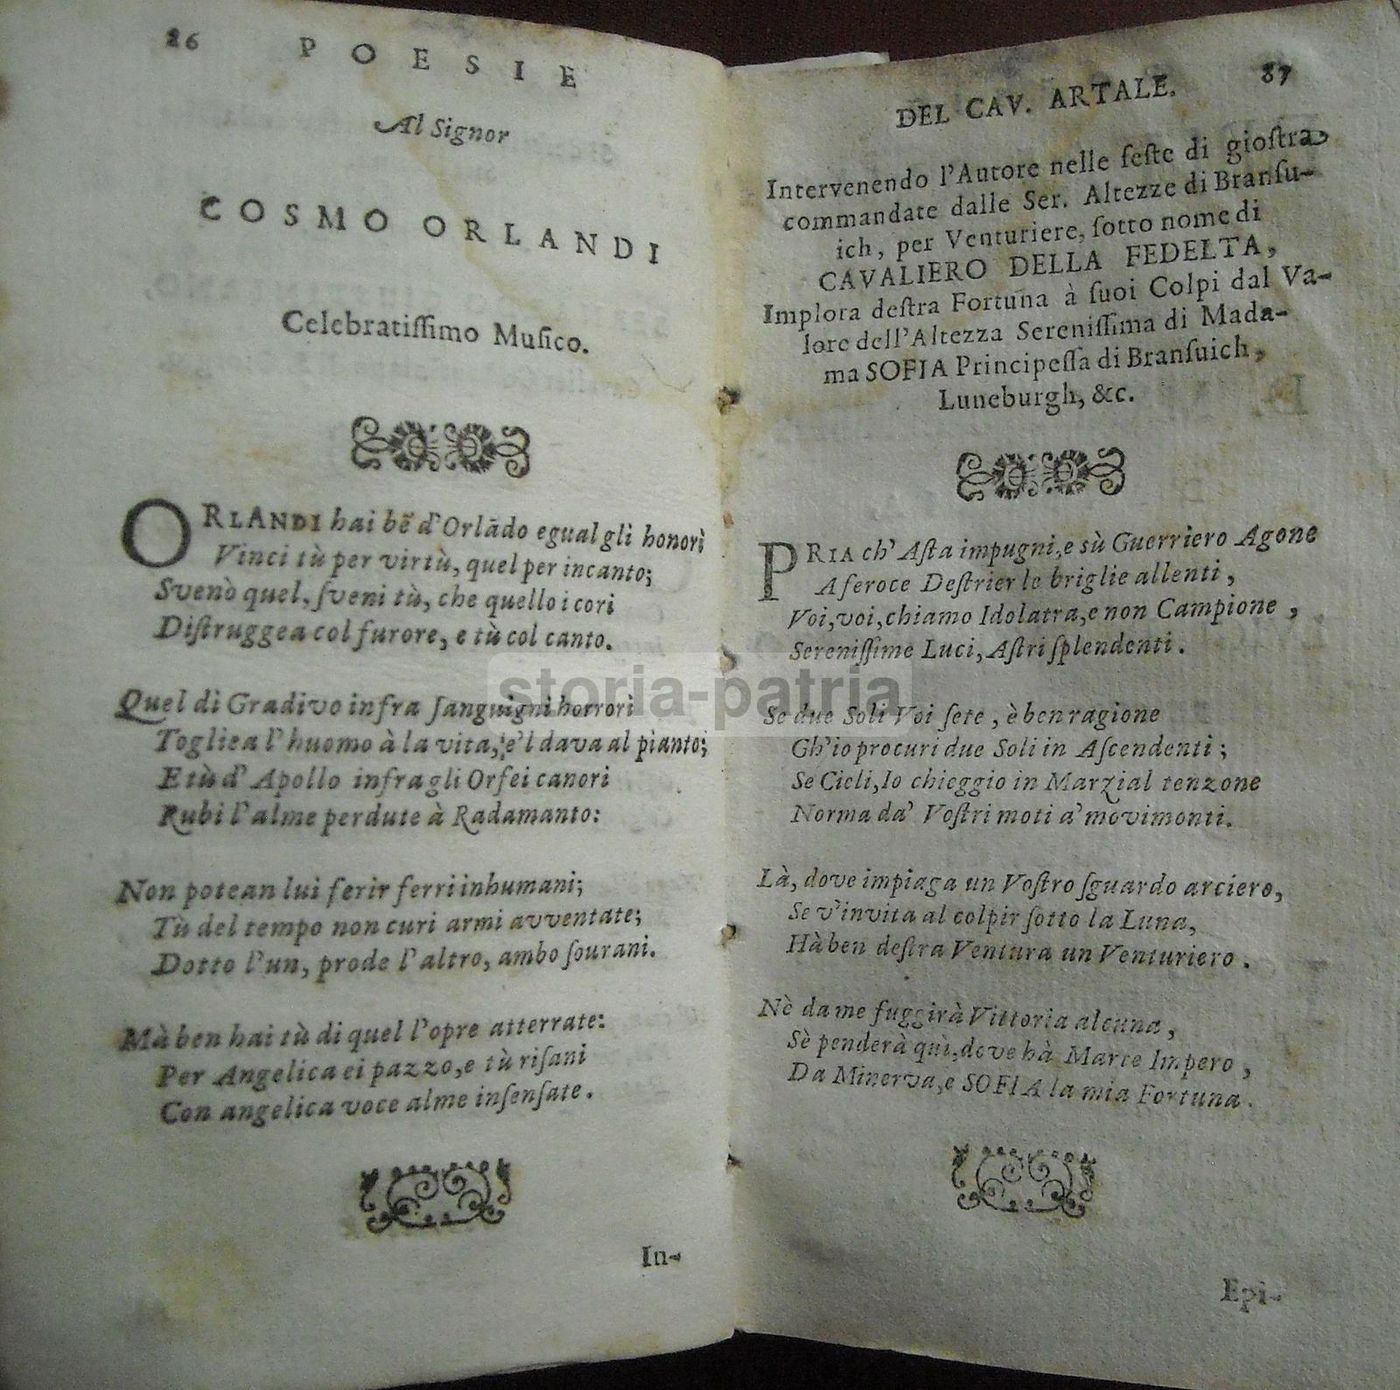 86 POESIE
Al Signor
COSMO ORLANDI
Celebratiſſimo Muſico.
ORLANDI hai bẽ d'Orlãdo egual gli honorì
Vinci tù per virtù, quel per incanto;
Svenò quel, ſveni tù, che quello i cori
Diſtruggea col furore, e tù col canto.
Quel di Gradivo infra ſanguigni horrori
Togliea l'huomo à la vita, e'l dava al pianto;
E tù d'Apollo infra gli Orfei canori
Rubi l'alme perdute à Radamanto:
Non potean lui ferir ferri inhumani;
Tù del tempo non curi armi avventate;
Dotto l'un, prode l'altro, ambo ſourani.
Mà ben hai tù di quel l'opre atterrate:
Per Angelica ei pazzo, e tù riſani
Con angelica voce alme inſenſate.
In-
DEL CAV. ARTALE. 87
Intervenendo l'Autore nelle feſte di gioſtra
commandate dalle Ser. Altezze di Branſu-
ich, per Venturiere, ſotto nome di
CAVALIERO DELLA FEDELTA,
Implora deſtra Fortuna à ſuoi Colpi dal Va-
lore dell'Altezza Sereniſſima di Mada-
ma SOFIA Principeſſa di Branſuich,
Luneburgh, &c.
PRIA ch'Aſta impugni, e sù Guerriero Agone
A feroce Deſtrier le briglie allenti,
Voi, voi, chiamo Idolatra, e non Campione,
Sereniſſime Luci, Aſtri ſplendenti.
Se due Soli Voi ſete, è ben ragione
Ch'io procuri due Soli in Aſcendenti;
Se Cieli, Io chieggio in Marzial tenzone
Norma da' Voſtri moti a' movimonti.
Là, dove impiaga un Voſtro ſguardo arciero,
Se v'invita al colpir ſotto la Luna,
Hà ben deſtra Ventura un Venturiero.
Nè da me fuggirà Vittoria alcuna,
Sè penderà quì, dove hà Marte Impero,
Da Minerva, e SOFIA la mia Fortuna.
Epi-
storia-patria